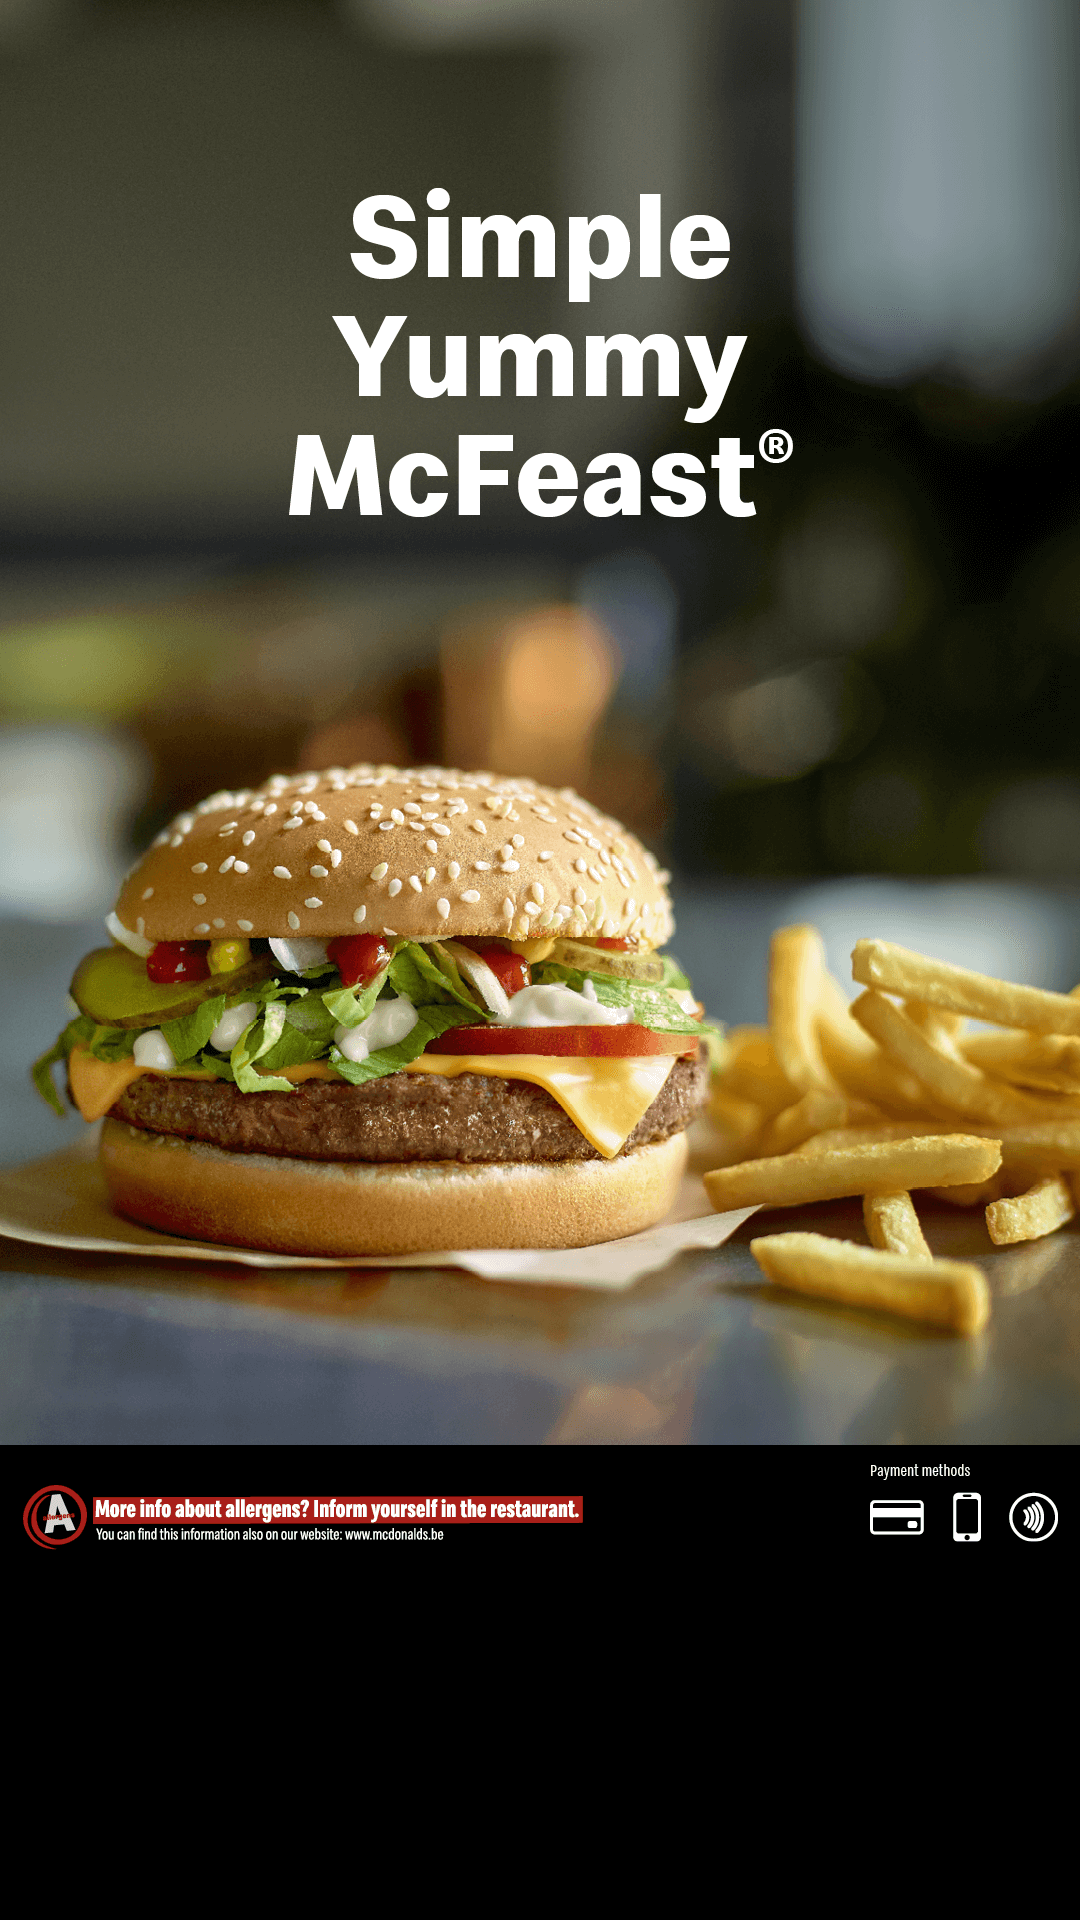 Simple
Yummy
McFeast®
Payment methods
A
allergens
More info about allergens? Inform yourself in the restaurant.
You can find this information also on our website: www.mcdonalds.be